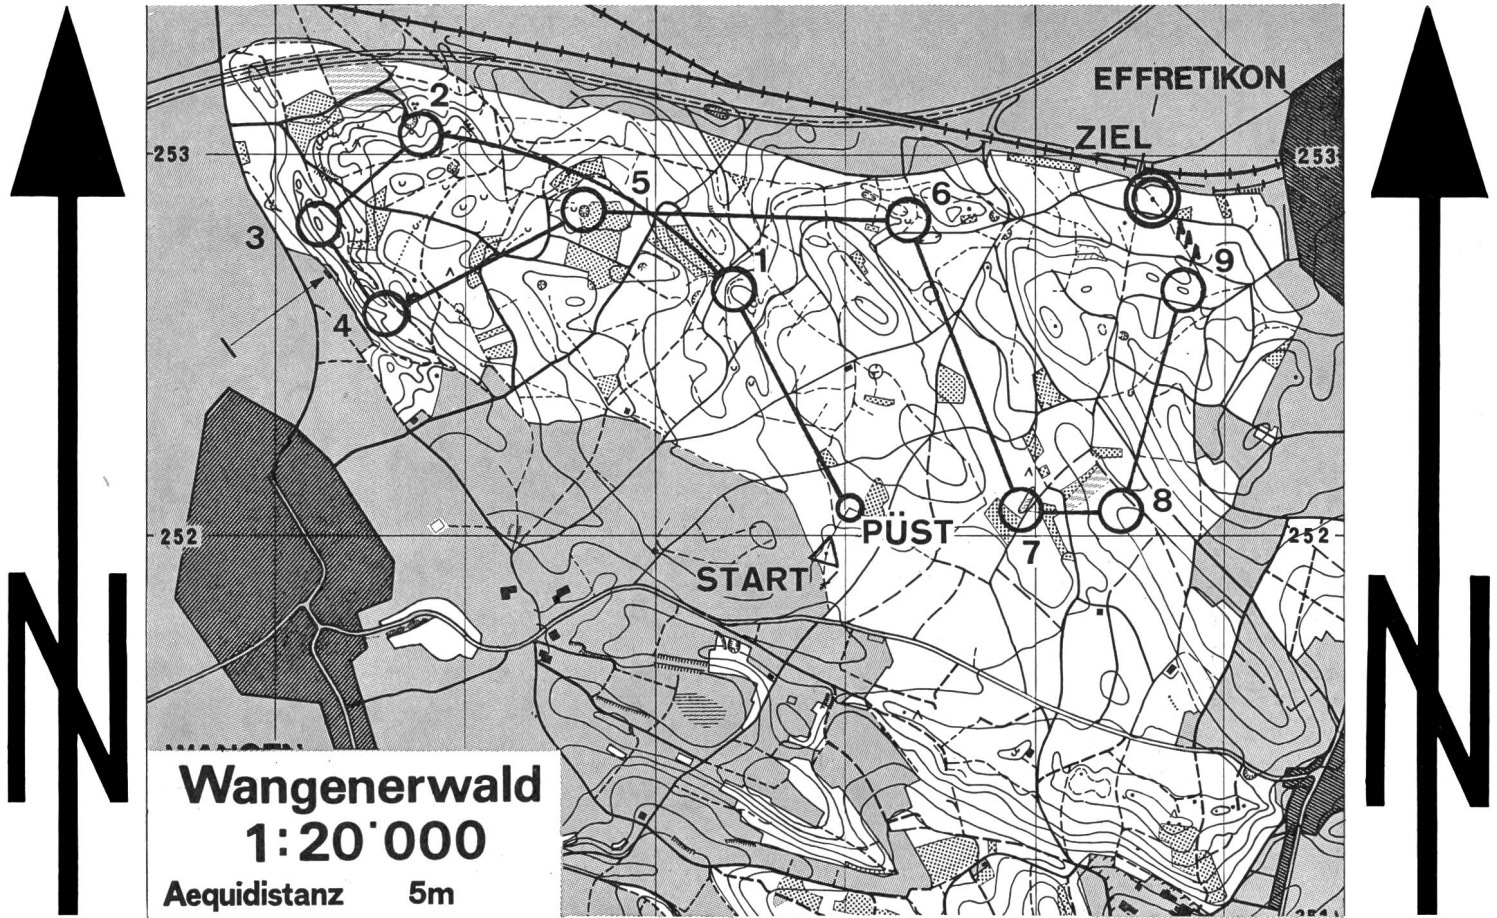 EFFRETIKON
2
ZIEL
253
253
5
6
3
1
9
4
8
PÜST
252
252
7
START
N
N
Wangenerwald
1:20'000
Aequidistanz 5m